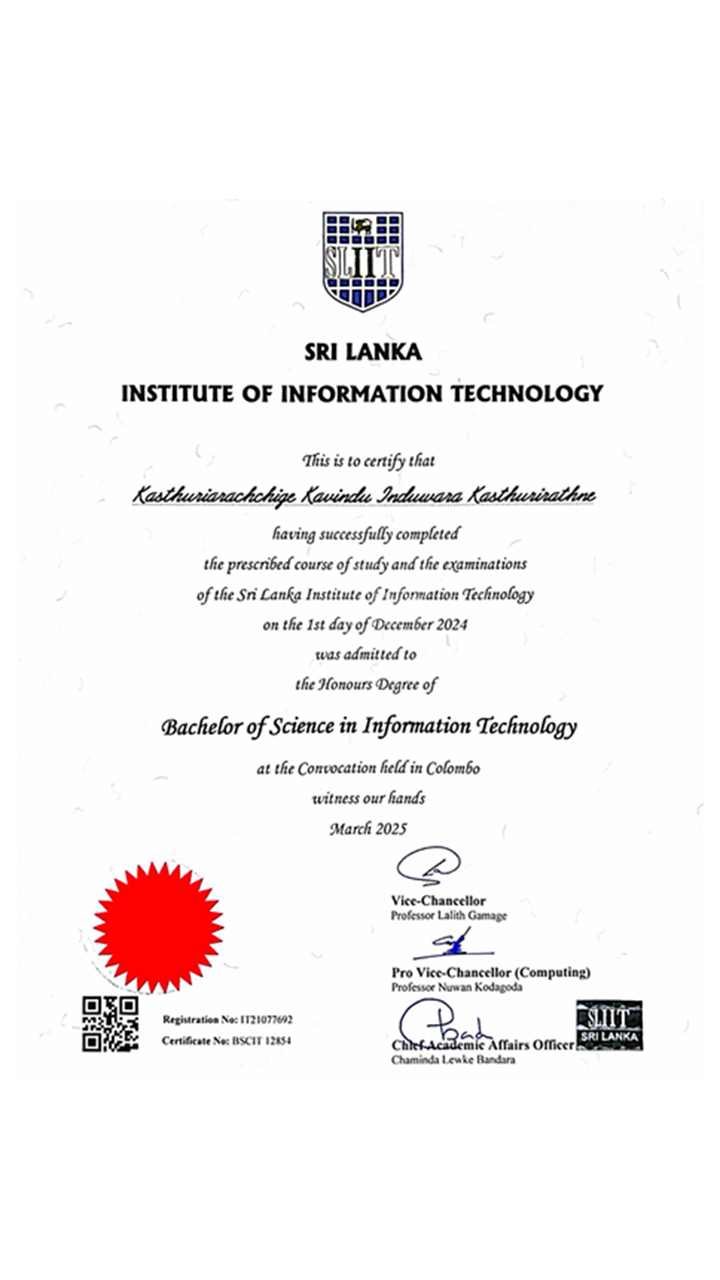 SLIIT
SRI LANKA
INSTITUTE OF INFORMATION TECHNOLOGY
This is to certify that
Kasthuriarachchige Kavindu Induwara Kasthurirathne
having successfully completed
the prescribed course of study and the examinations
of the Sri Lanka Institute of Information Technology
on the 1st day of December 2024
was admitted to
the Honours Degree of
Bachelor of Science in Information Technology
at the Convocation held in Colombo
witness our hands
March 2025
Vice-Chancellor
Professor Lalith Gamage
Pro Vice-Chancellor (Computing)
Professor Nuwan Kodagoda
Chief Academic Affairs Officer
Chaminda Lewke Bandara
Registration No: IT21077692
Certificate No: BSCIT 12854
SLIIT
SRI LANKA